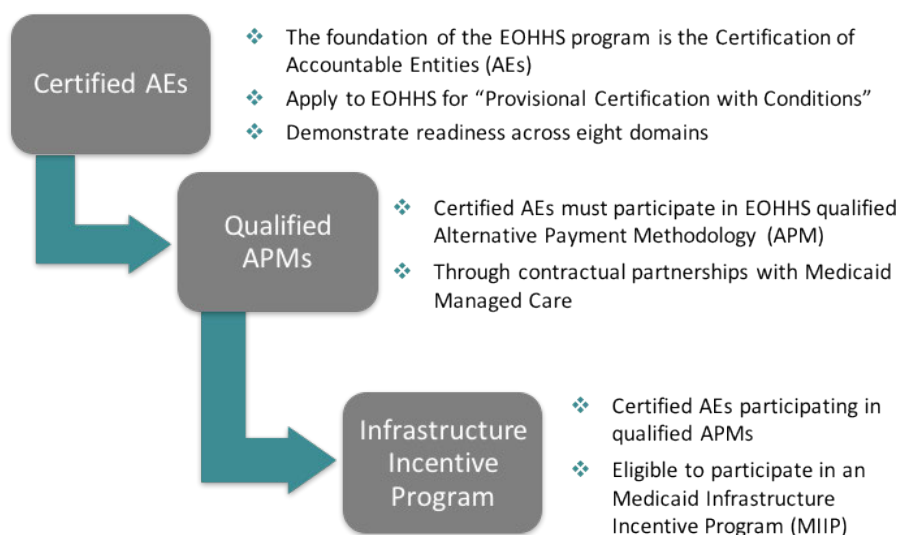 Certified AEs
❖ The foundation of the EOHHS program is the Certification of
Accountable Entities (AEs)
❖ Apply to EOHHS for “Provisional Certification with Conditions”
❖ Demonstrate readiness across eight domains
Qualified
APMs
❖ Certified AEs must participate in EOHHS qualified
Alternative Payment Methodology (APM)
❖ Through contractual partnerships with Medicaid
Managed Care
Infrastructure
Incentive
Program
❖ Certified AEs participating in
qualified APMs
❖ Eligible to participate in an
Medicaid Infrastructure
Incentive Program (MIIP)